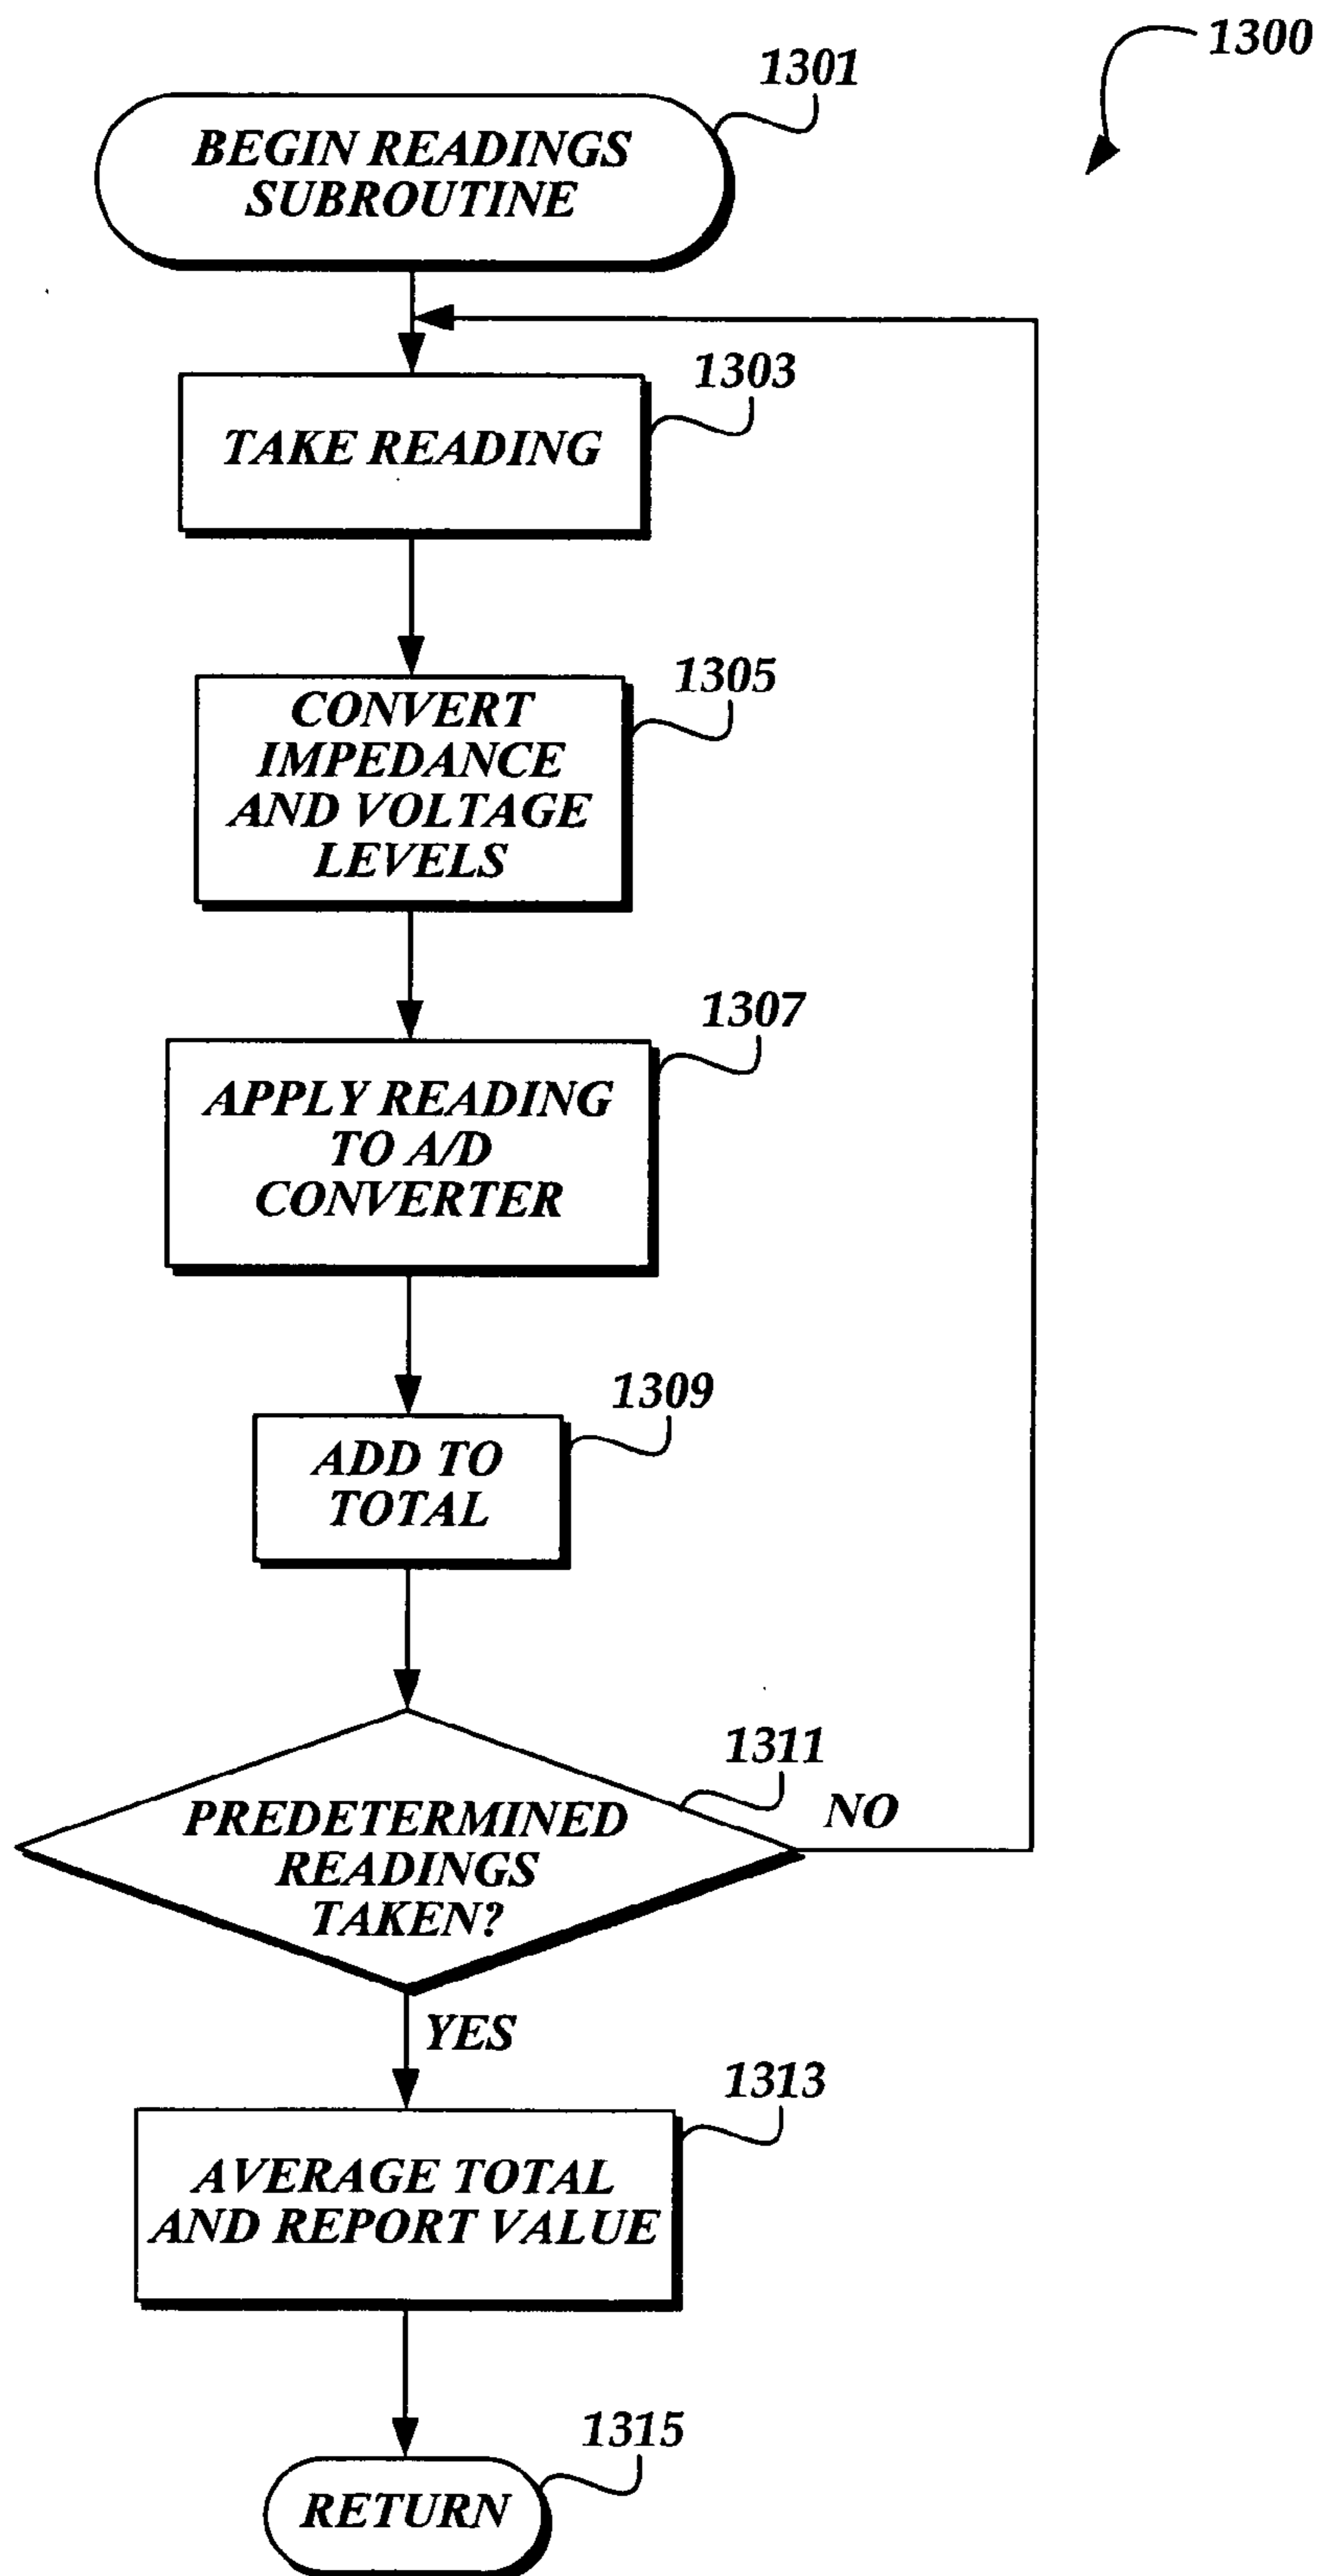 1300
1301
BEGIN READINGS
SUBROUTINE
1303
TAKE READING
1305
CONVERT
IMPEDANCE
AND VOLTAGE
LEVELS
1307
APPLY READING
TO A/D
CONVERTER
1309
ADD TO
TOTAL
1311
PREDETERMINED
READINGS
TAKEN?
NO
YES
1313
AVERAGE TOTAL
AND REPORT VALUE
1315
RETURN